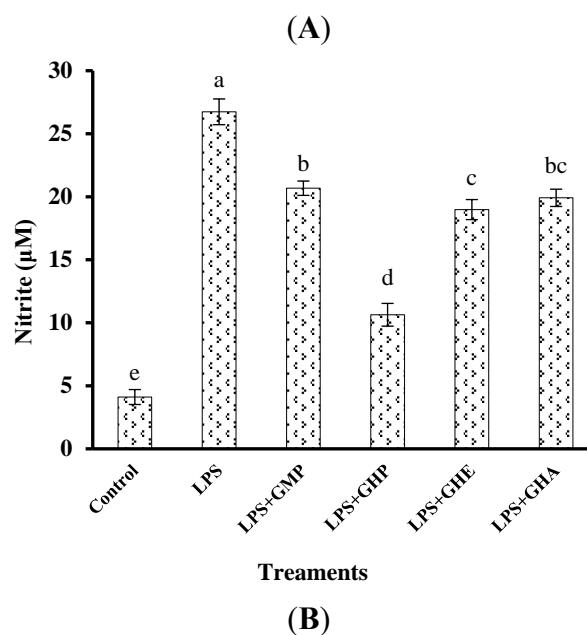 (A)
30
25
20
15
10
5
0
Nitrite (µM)
a
b
c
bc
d
e
Control
LPS
LPS+GMP
LPS+GHP
LPS+GHE
LPS+GHA
Treaments
(B)